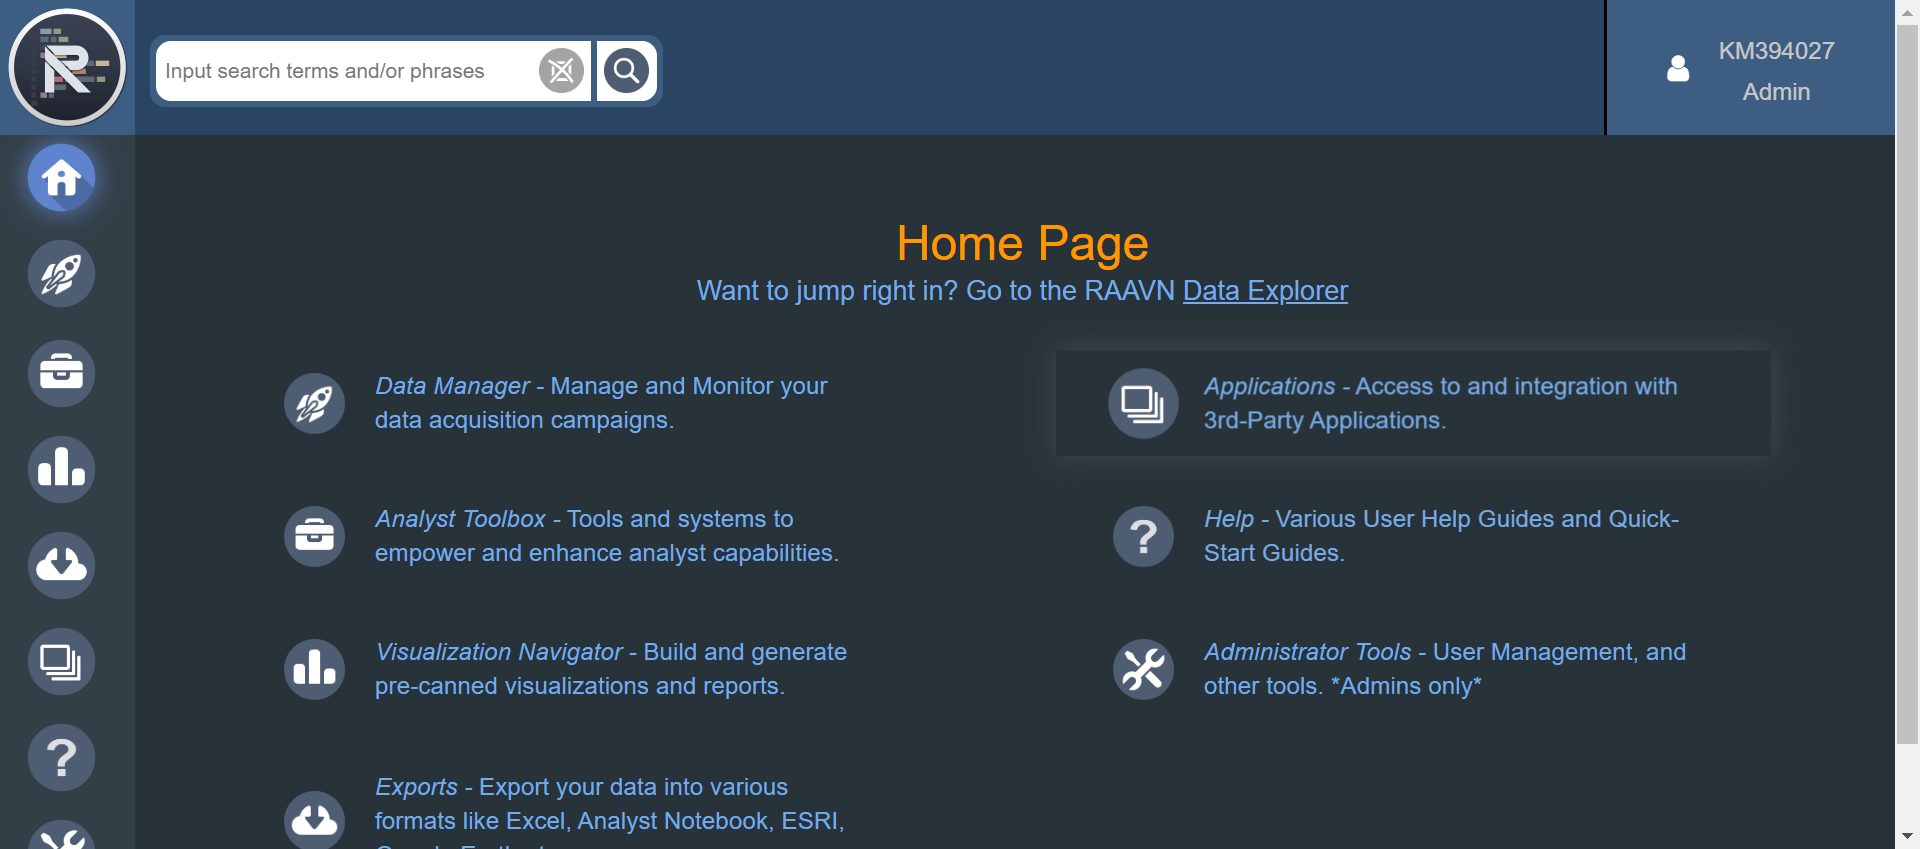 Input search terms and/or phrases
KM394027
Admin
Home Page
Want to jump right in? Go to the RAAVN Data Explorer
Data Manager - Manage and Monitor your
data acquisition campaigns.
Applications - Access to and integration with
3rd-Party Applications.
Analyst Toolbox - Tools and systems to
empower and enhance analyst capabilities.
Help - Various User Help Guides and Quick-
Start Guides.
Visualization Navigator - Build and generate
pre-canned visualizations and reports.
Administrator Tools - User Management, and
other tools. *Admins only*
Exports - Export your data into various
formats like Excel, Analyst Notebook, ESRI,